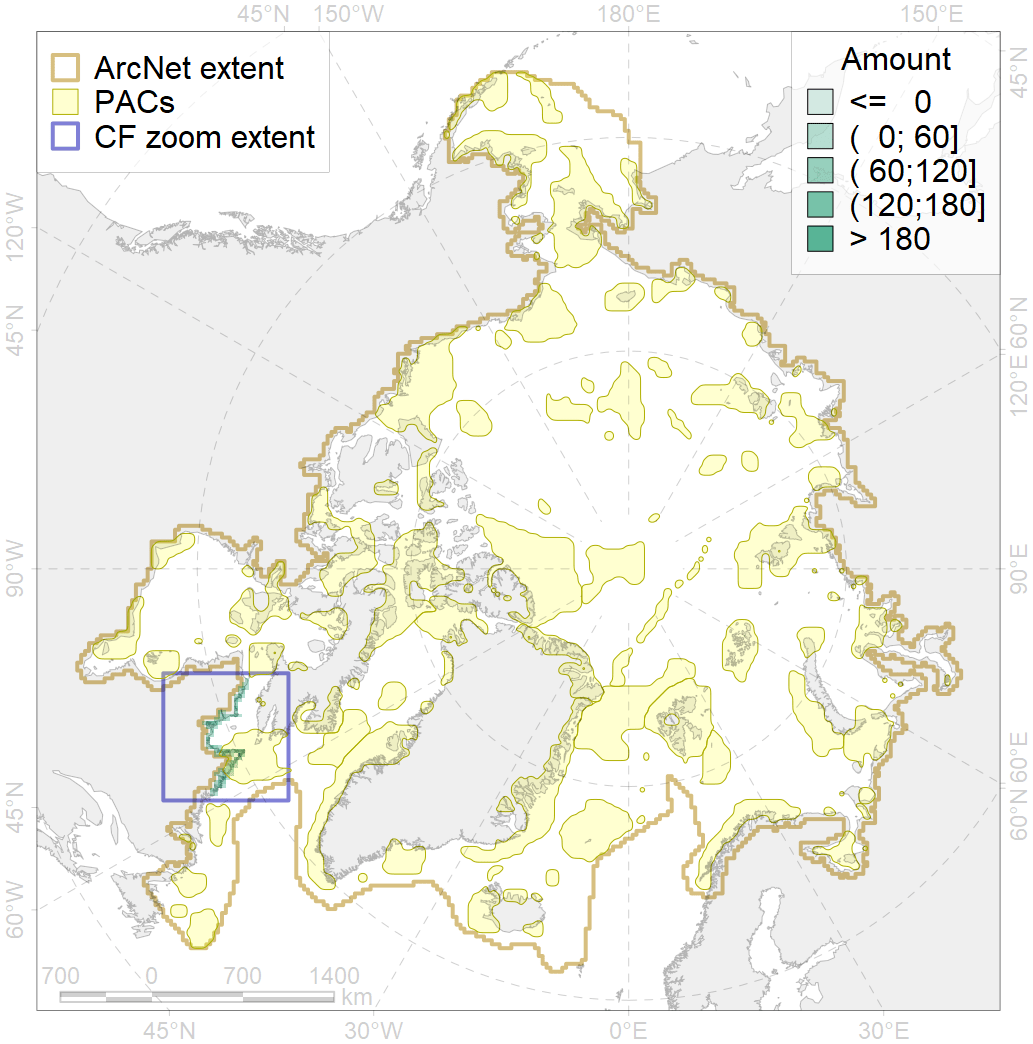 45°N 150°W 180°E 150°E
ArcNet extent
PACs
CF zoom extent
Amount
<= 0
( 0; 60]
( 60;120]
(120;180]
> 180
120°W
45°N
90°W
45°N
60°W
45°N
60°N
120°E
90°E
60°E
60°N
700 0 700 1400
km
45°N 30°W 0°E 30°E